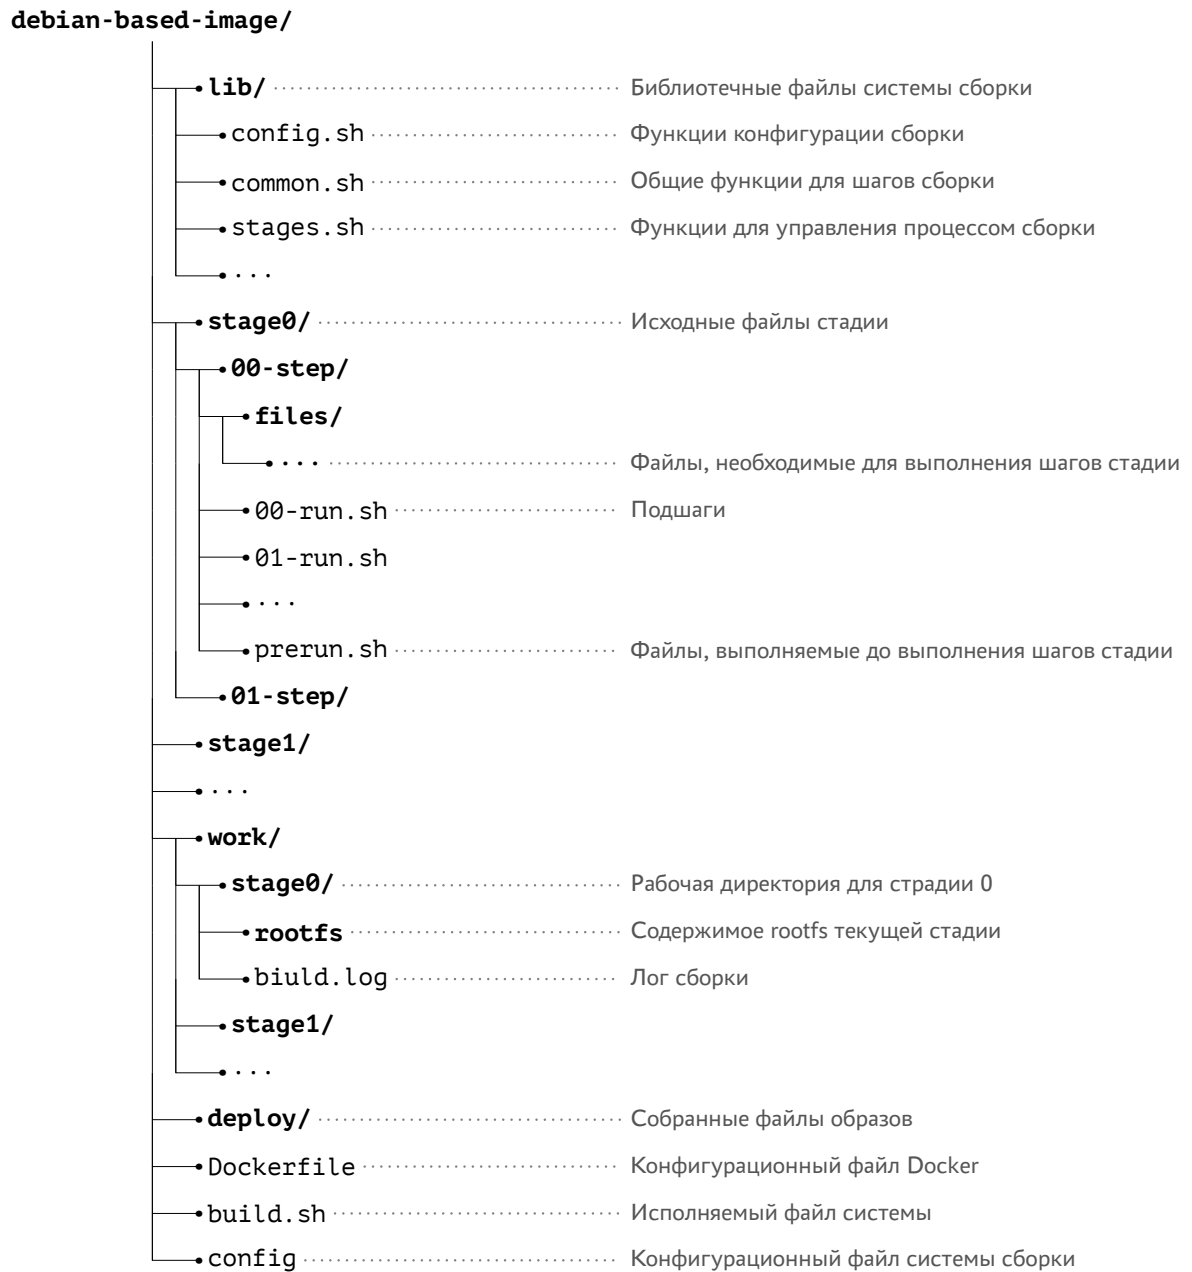 debian-based-image/
lib/ Библиотечные файлы системы сборки
config.sh Функции конфигурации сборки
common.sh Общие функции для шагов сборки
stages.sh Функции для управления процессом сборки
...
stage0/ Исходные файлы стадии
00-step/
files/
... Файлы, необходимые для выполнения шагов стадии
00-run.sh Подшаги
01-run.sh
...
prerun.sh Файлы, выполняемые до выполнения шагов стадии
01-step/
stage1/
...
work/
stage0/ Рабочая директория для страдии 0
rootfs Содержимое rootfs текущей стадии
biuld.log Лог сборки
stage1/
...
deploy/ Собранные файлы образов
Dockerfile Конфигурационный файл Docker
build.sh Исполняемый файл системы
config Конфигурационный файл системы сборки